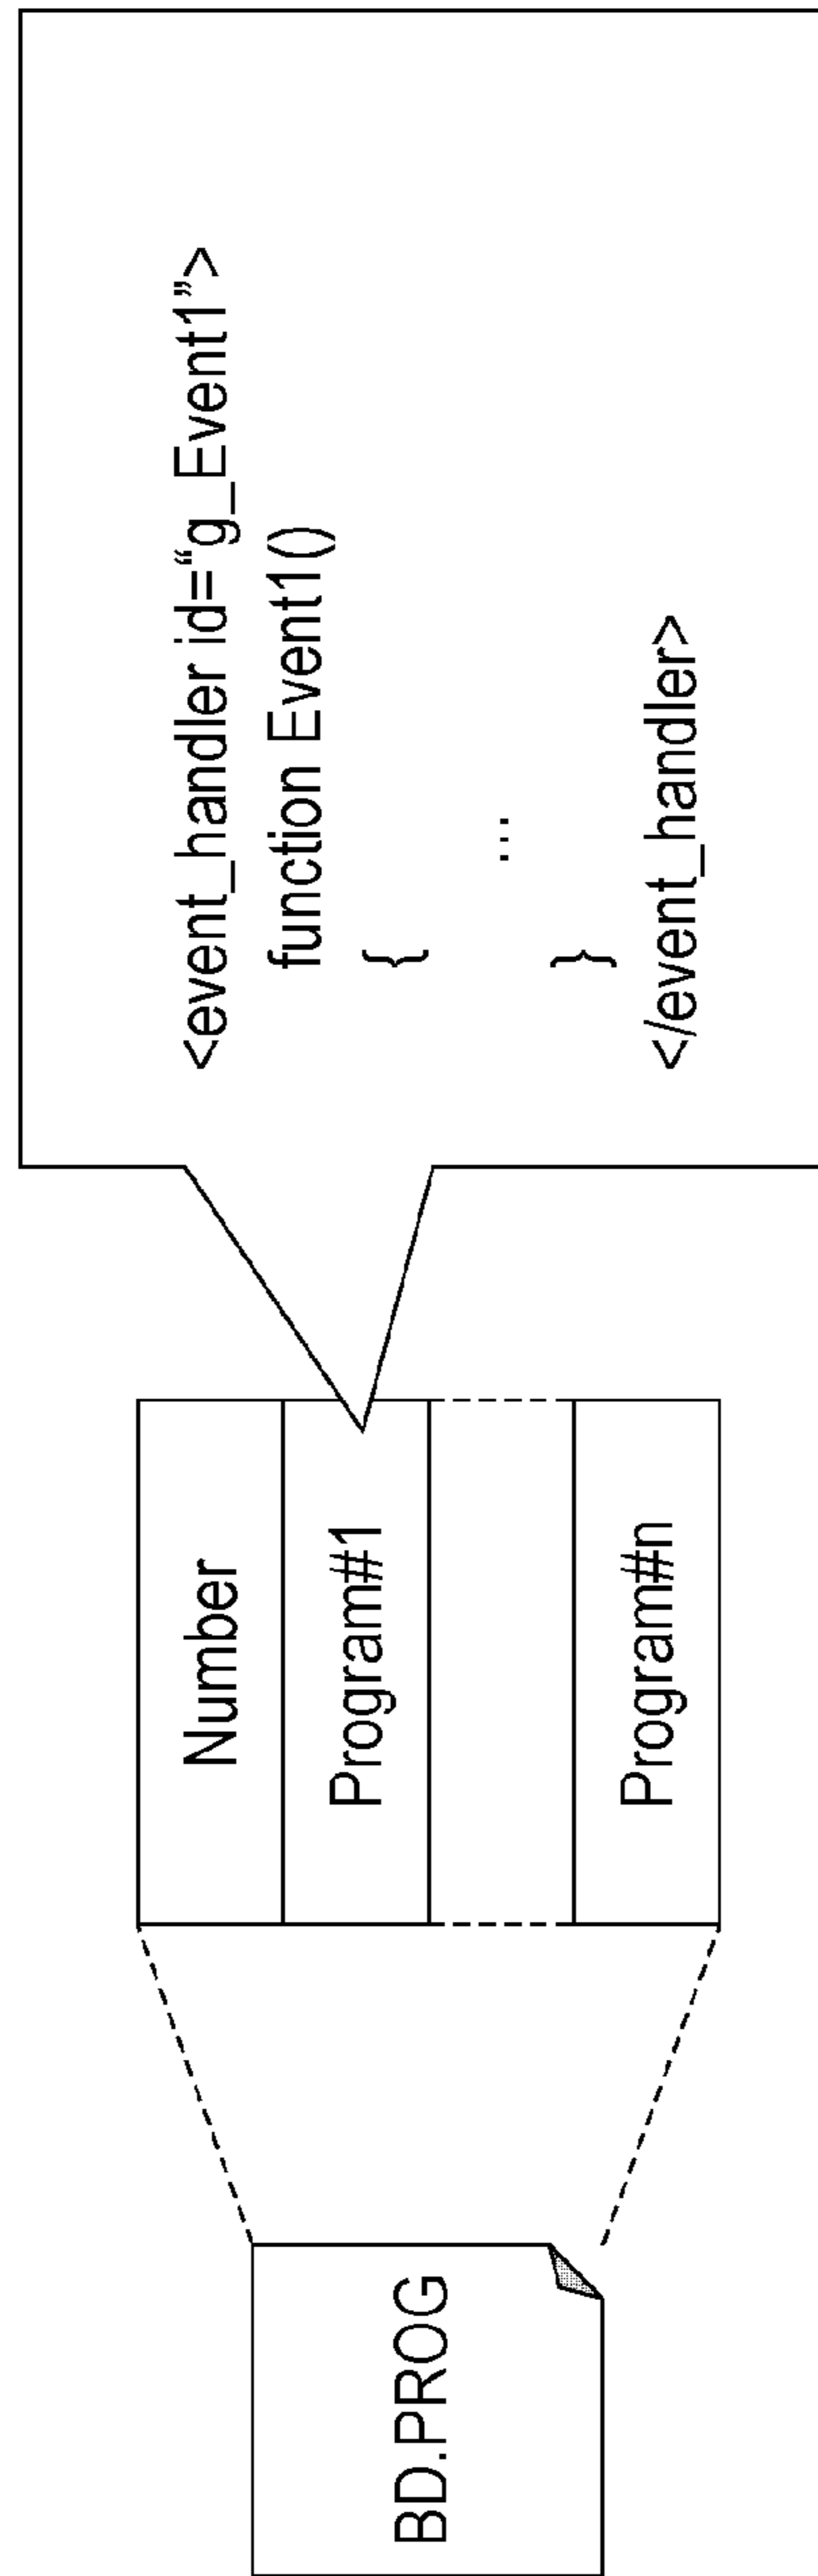 BD.PROG
Number
Program#1
Program#n
<event_handler id=“g_Event1”>
function Event1()
{
...
}
</event_handler>